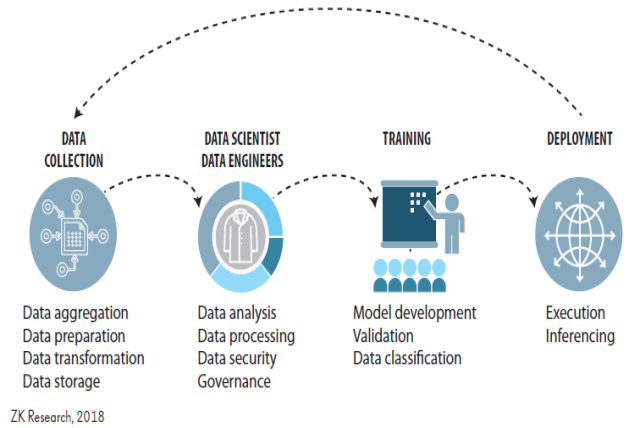 DATA
COLLECTION
Data aggregation
Data preparation
Data transformation
Data storage
DATA SCIENTIST
DATA ENGINEERS
Data analysis
Data processing
Data security
Governance
TRAINING
Model development
Validation
Data classification
DEPLOYMENT
Execution
Inferencing
ZK Research, 2018